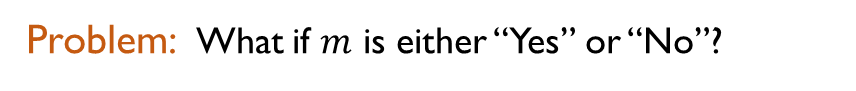 Problem: What if m is either “Yes” or “No”?